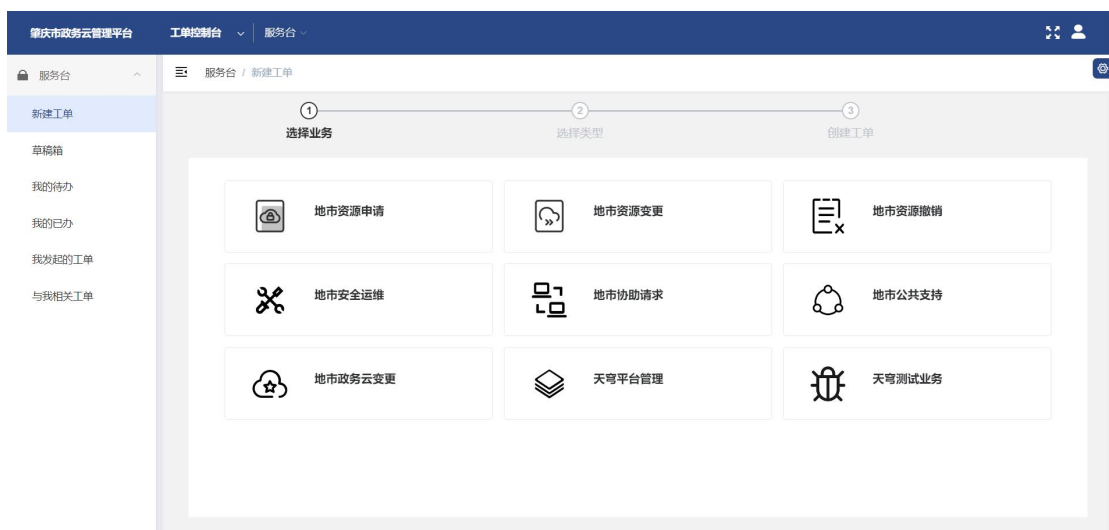 肇庆市政务云管理平台 工单控制台 服务台
服务台
服务台 / 新建工单
新建工单
草稿箱
我的待办
我的已办
我发起的工单
与我相关工单
1 2 3
选择业务 选择类型 创建工单
地市资源申请 地市资源变更 地市资源撤销
地市安全运维 地市协助请求 地市公共支持
地市政务云变更 天穹平台管理 天穹测试业务